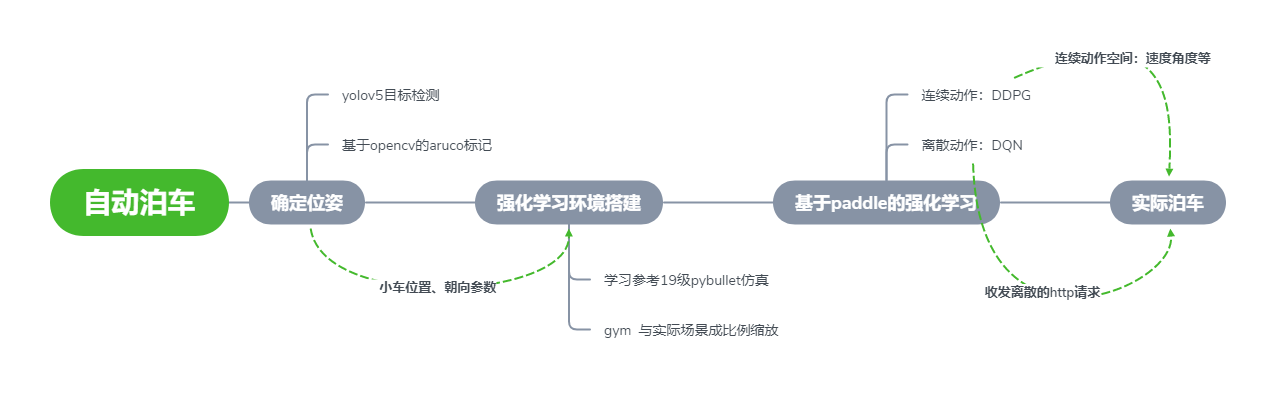 自动泊车
确定位姿
yolov5目标检测
基于opencv的aruco标记
小车位置、朝向参数
强化学习环境搭建
学习参考19级pybullet仿真
gym 与实际场景成比例缩放
基于paddle的强化学习
连续动作：DDPG
离散动作：DQN
连续动作空间：速度角度等
收发离散的http请求
实际泊车